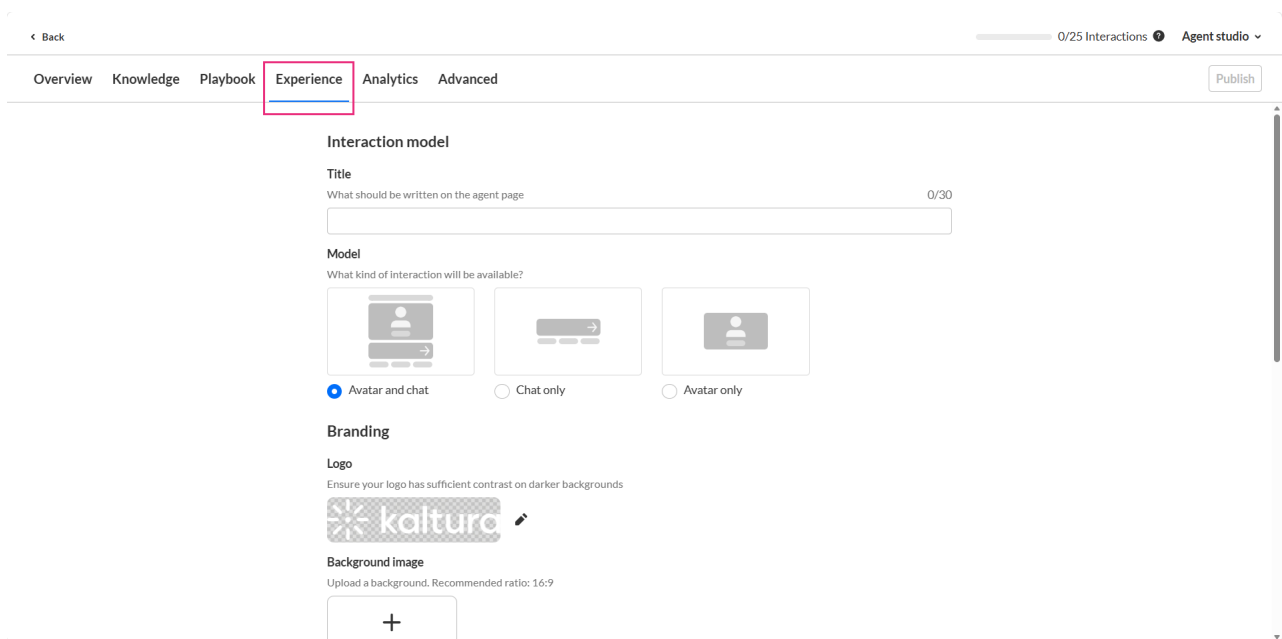 Back
0/25 Interactions ? Agent studio
Overview Knowledge Playbook Experience Analytics Advanced
Publish
Interaction model
Title
What should be written on the agent page 0/30
Model
What kind of interaction will be available?
Avatar and chat Chat only Avatar only
Branding
Logo
Ensure your logo has sufficient contrast on darker backgrounds
kaltura
Background image
Upload a background. Recommended ratio: 16:9